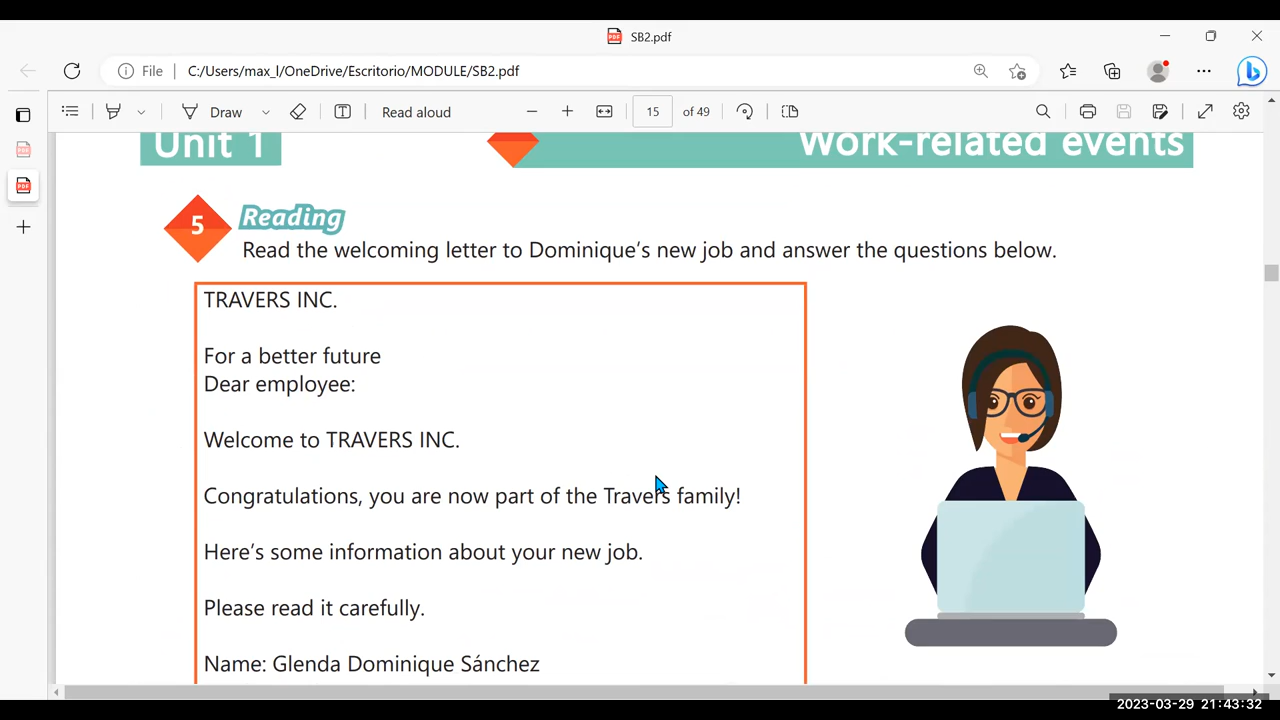 SB2.pdf
File
C:/Users/max_l/OneDrive/Escritorio/MODULE/SB2.pdf
Draw
Read aloud
15
of 49
Unit 1
Work-related events
5
Reading
Read the welcoming letter to Dominique's new job and answer the questions below.
TRAVERS INC.
For a better future
Dear employee:
Welcome to TRAVERS INC.
Congratulations, you are now part of the Travers family!
Here's some information about your new job.
Please read it carefully.
Name: Glenda Dominique Sánchez
2023-03-29 21:43:32